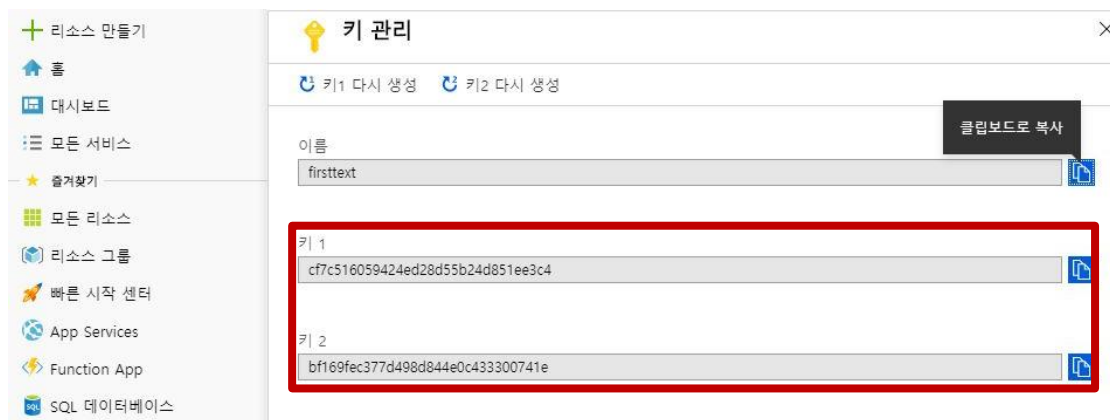 리소스 만들기
홈
대시보드
모든 서비스
즐겨찾기
모든 리소스
리소스 그룹
빠른 시작 센터
App Services
Function App
SQL 데이터베이스
키 관리
키1 다시 생성 키2 다시 생성
클립보드로 복사
이름
firsttext
키 1
cf7c516059424ed28d55b24d851ee3c4
키 2
bf169fec377d498d844e0c433300741e